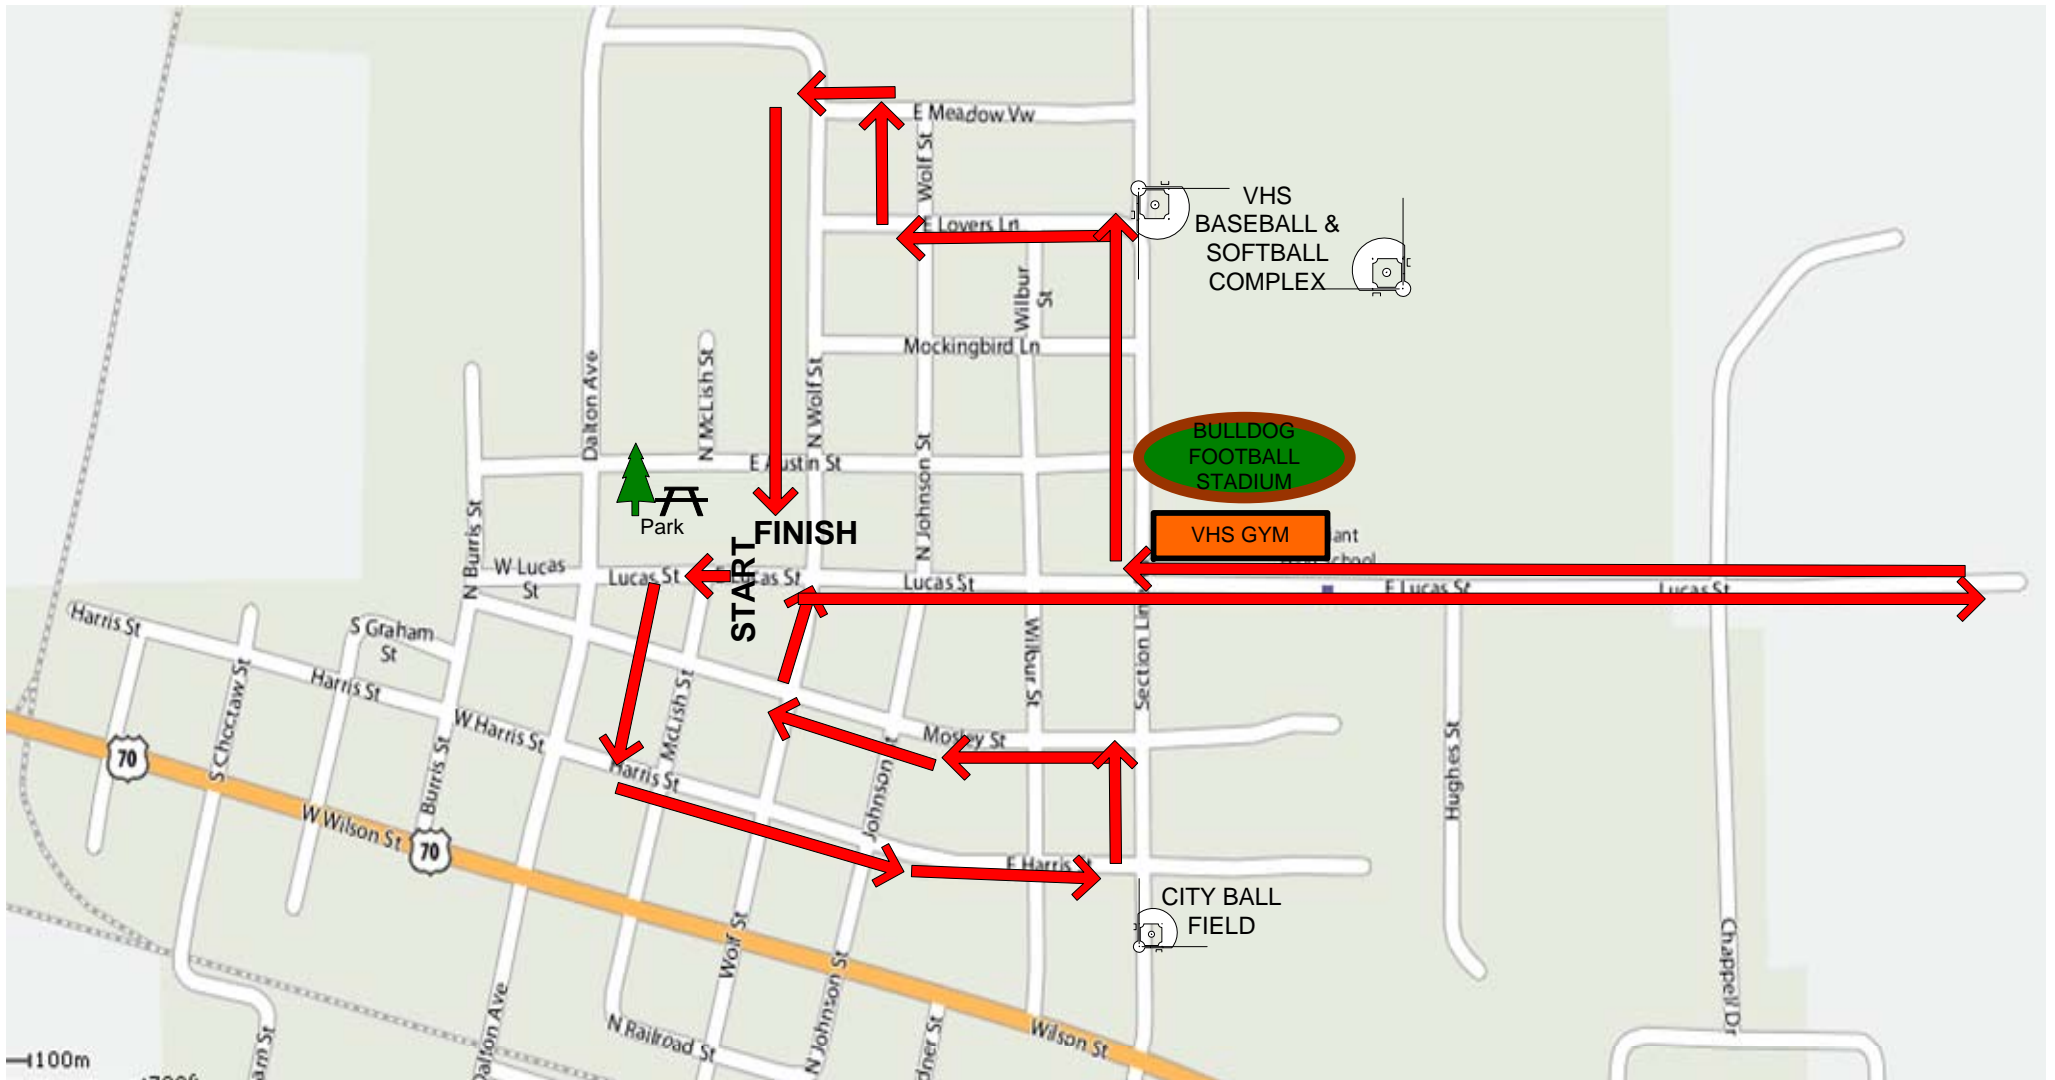 E Meadow Vw
Wolf St
VHS
BASEBALL &
SOFTBALL
COMPLEX
E Lovers Ln
Wilbur
St
Mockingbird Ln
Dalton Ave
N McLish St
N Wolf St
N Johnson St
BULLDOG
FOOTBALL
STADIUM
E Austin St
Park
FINISH
START
VHS GYM
N Burris St
W Lucas
St
Lucas St
E Lucas St
Lucas St
E Lucas St
Lucas St
Harris St
S Graham
St
Harris St
S Choctaw St
W Harris St
McLish St
Harris St
Wilbur St
Mosley St
Hughes St
70
Burris St
W Wilson St
70
Johnson
E Harris St
CITY BALL
FIELD
Wolf St
N Johnson St
Chappell Dr
Dalton Ave
N Railroad St
Wilson St
100m